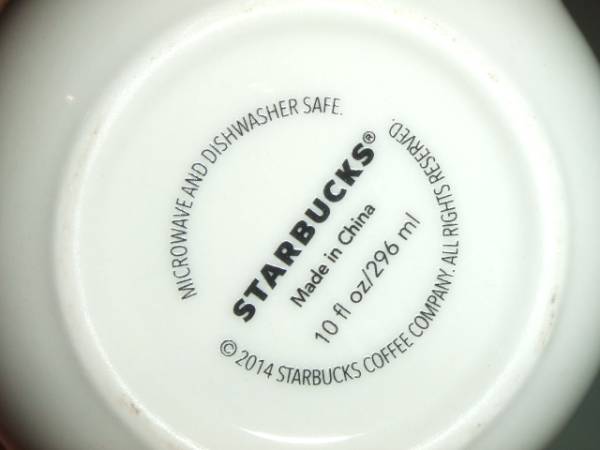 MICROWAVE AND DISHWASHER SAFE.
STARBUCKS®
Made in China
10 fl oz/296 ml
© 2014 STARBUCKS COFFEE COMPANY. ALL RIGHTS RESERVED.